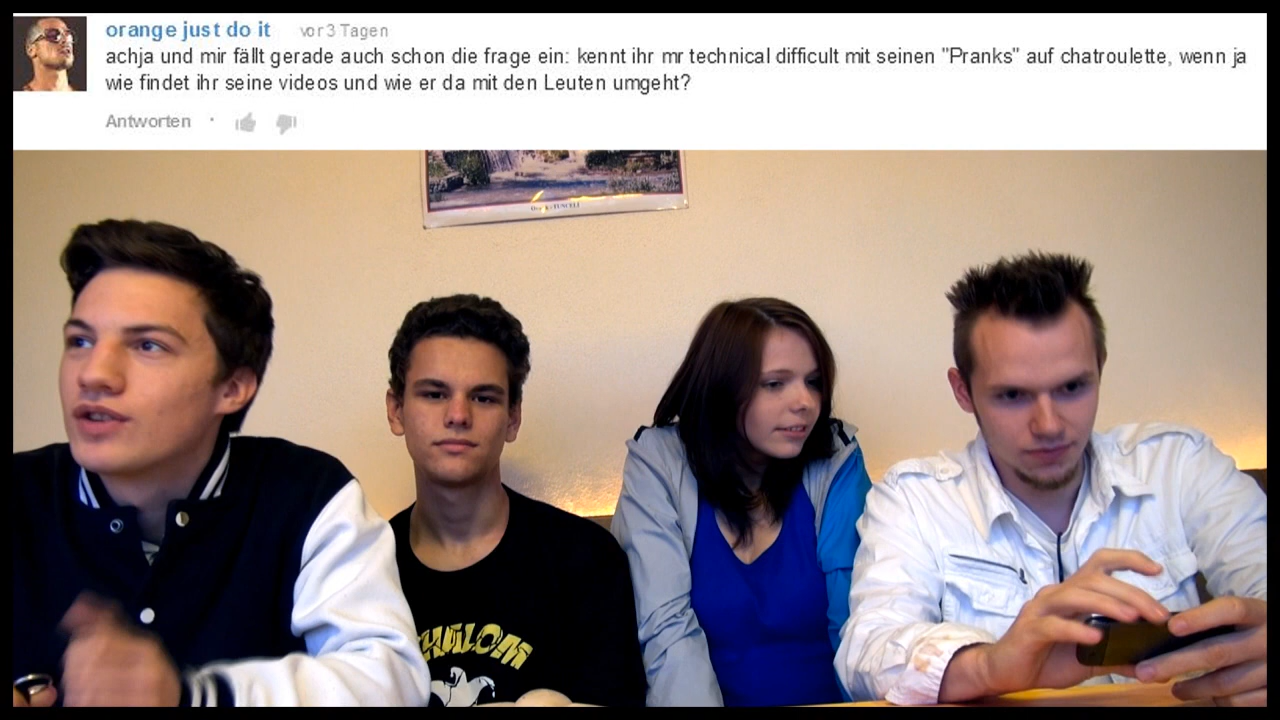 orange just do it vor 3 Tagen
achja und mir fällt gerade auch schon die frage ein: kennt ihr mr technical difficult mit seinen "Pranks" auf chatroulette, wenn ja
wie findet ihr seine videos und wie er da mit den Leuten umgeht?
Antworten ·
TUNCELİ
SHALOM